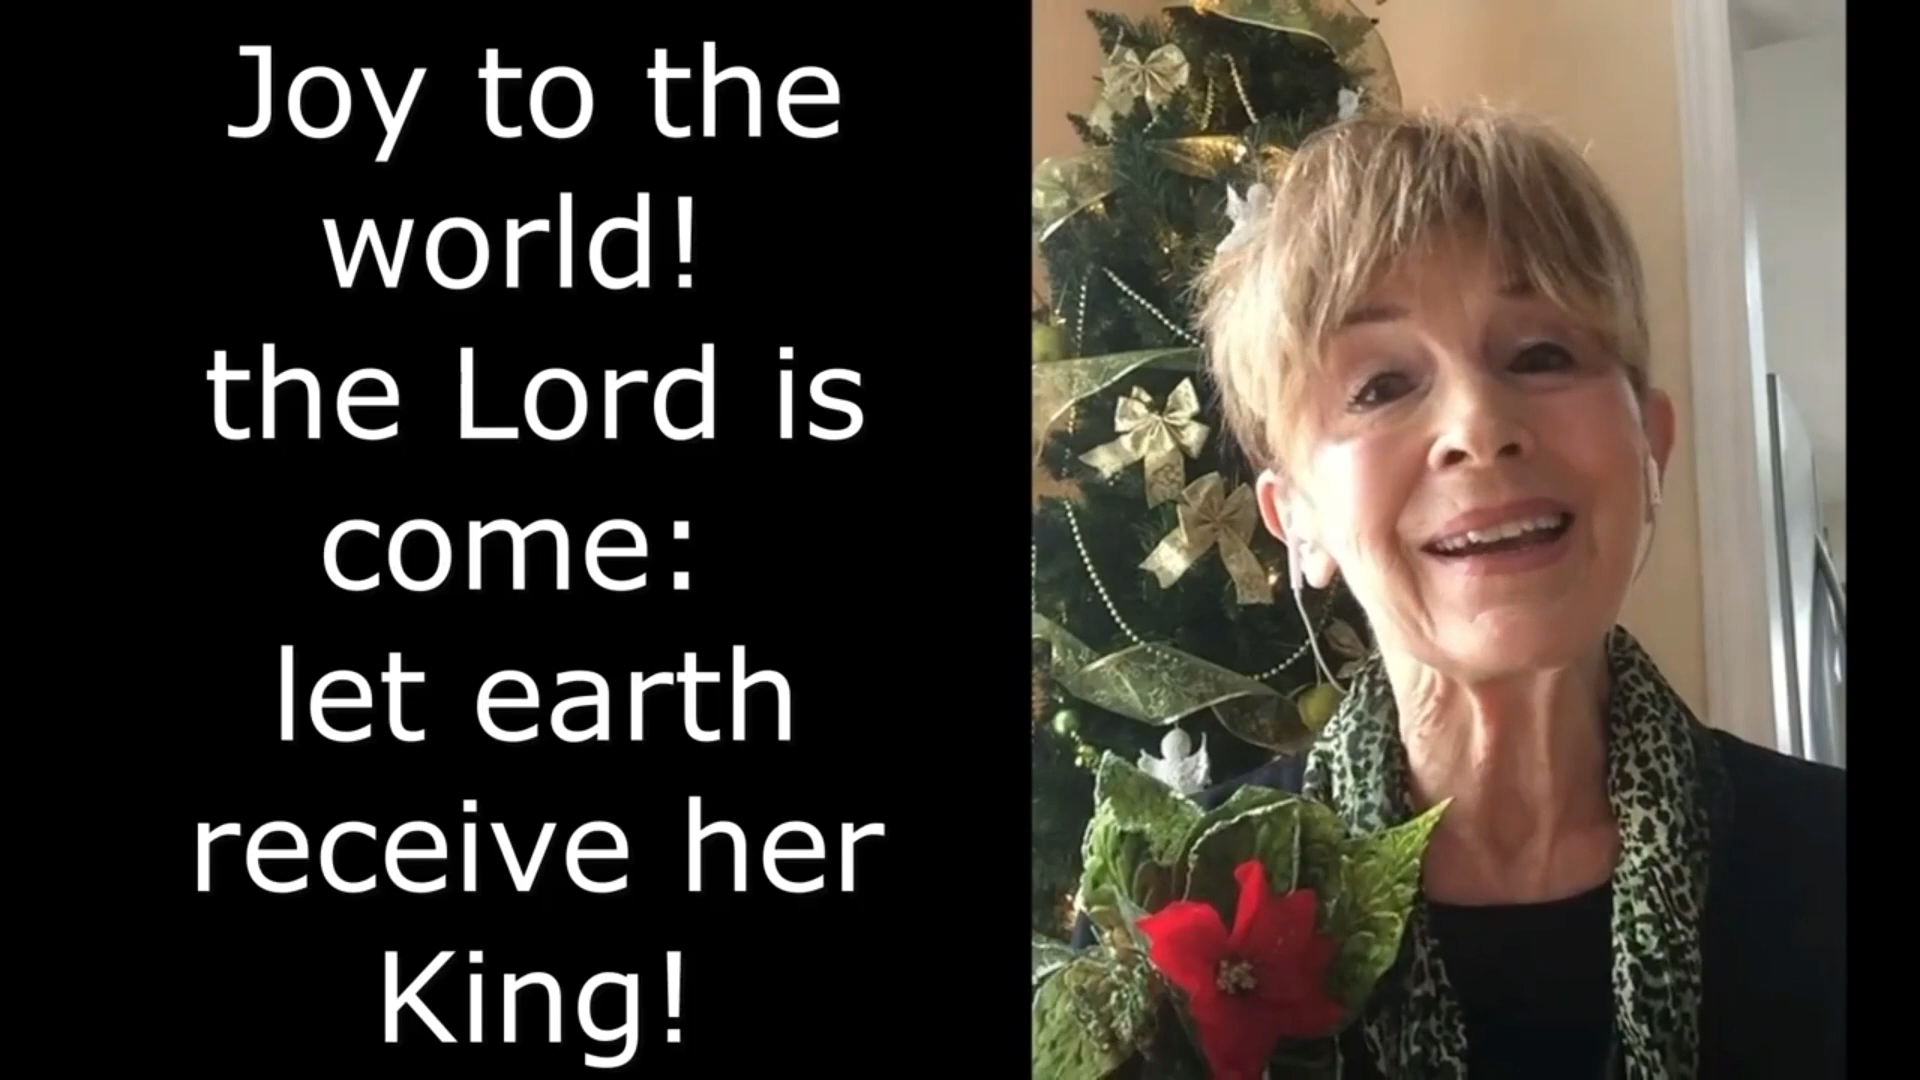 Joy to the
world!
the Lord is
come:
let earth
receive her
King!